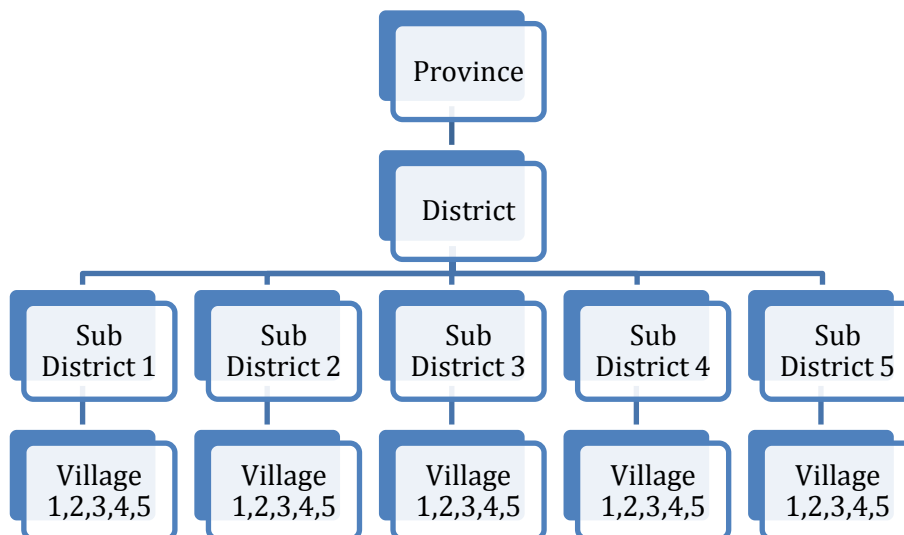 Province
District
Sub
District 1
Sub
District 2
Sub
District 3
Sub
District 4
Sub
District 5
Village
1,2,3,4,5
Village
1,2,3,4,5
Village
1,2,3,4,5
Village
1,2,3,4,5
Village
1,2,3,4,5